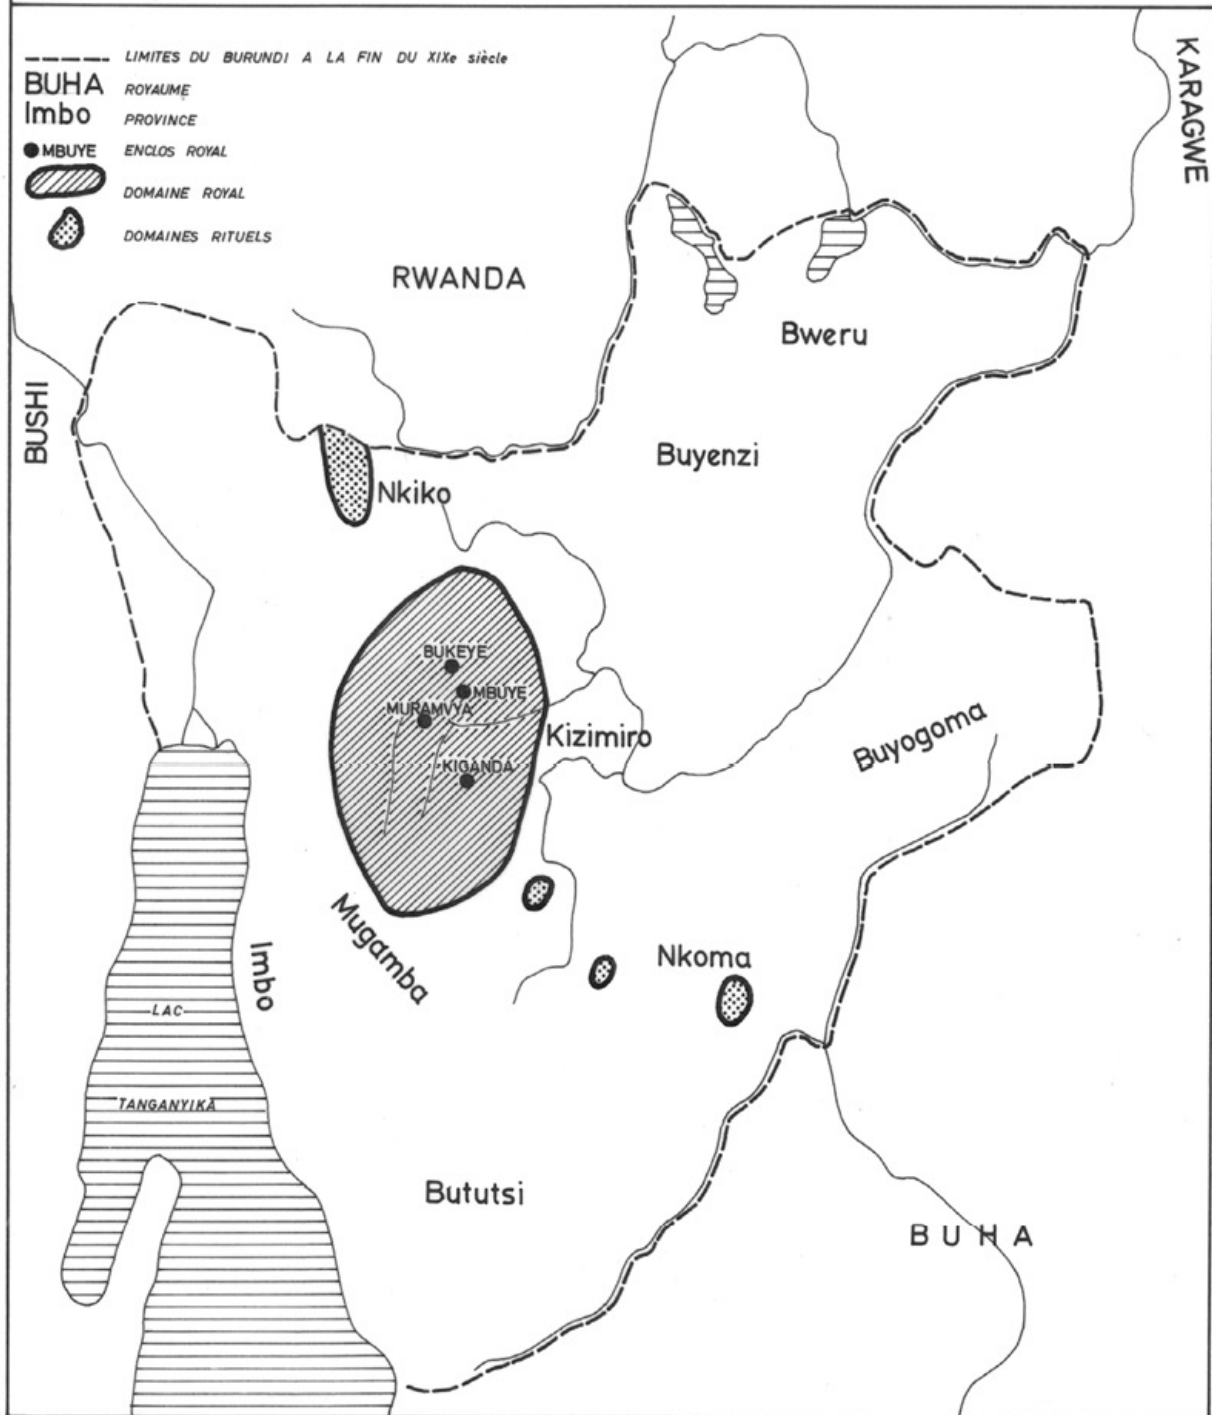 LIMITES DU BURUNDI A LA FIN DU XIXe siècle
BUHA ROYAUME
Imbo PROVINCE
MBUYE ENCLOS ROYAL
DOMAINE ROYAL
DOMAINES RITUELS
KARAGWE
RWANDA
Bweru
BUSHI
Buyenzi
Nkiko
BUKEYE
MBUYE
MURAMVYA
Kizimiro
KIGANDA
Buyogoma
Mugamba
Imbo
Nkoma
LAC
TANGANYIKA
Bututsi
BUHA